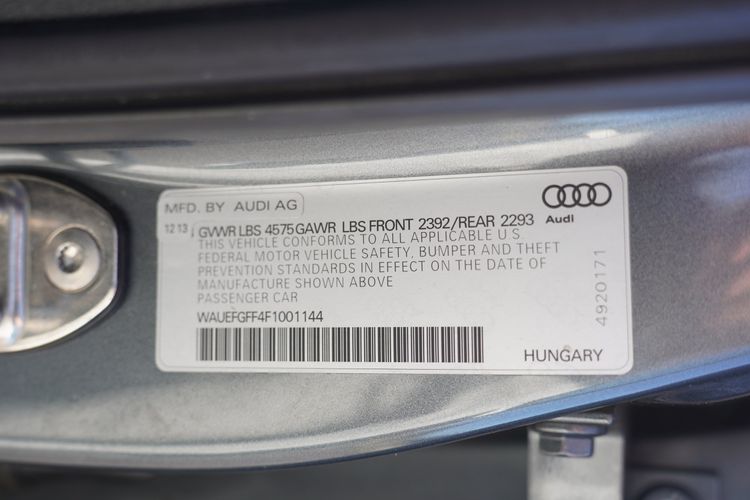 MFD. BY AUDI AG
Audi
12 13 GVWR LBS 4575 GAWR LBS FRONT 2392/REAR 2293
THIS VEHICLE CONFORMS TO ALL APPLICABLE U.S.
FEDERAL MOTOR VEHICLE SAFETY, BUMPER AND THEFT
PREVENTION STANDARDS IN EFFECT ON THE DATE OF
MANUFACTURE SHOWN ABOVE
PASSENGER CAR
WAUEFGFF4F1001144
HUNGARY
4920171